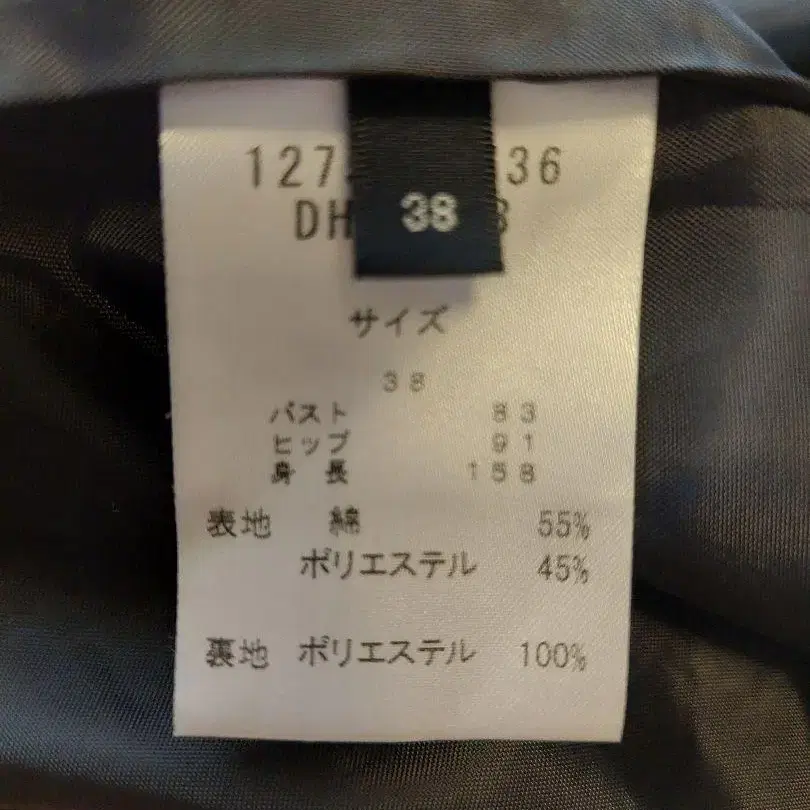 127 36
DH
38
サイズ
38
バスト 83
ヒップ 91
身長 158
表地 綿 55%
ポリエステル 45%
裏地 ポリエステル 100%